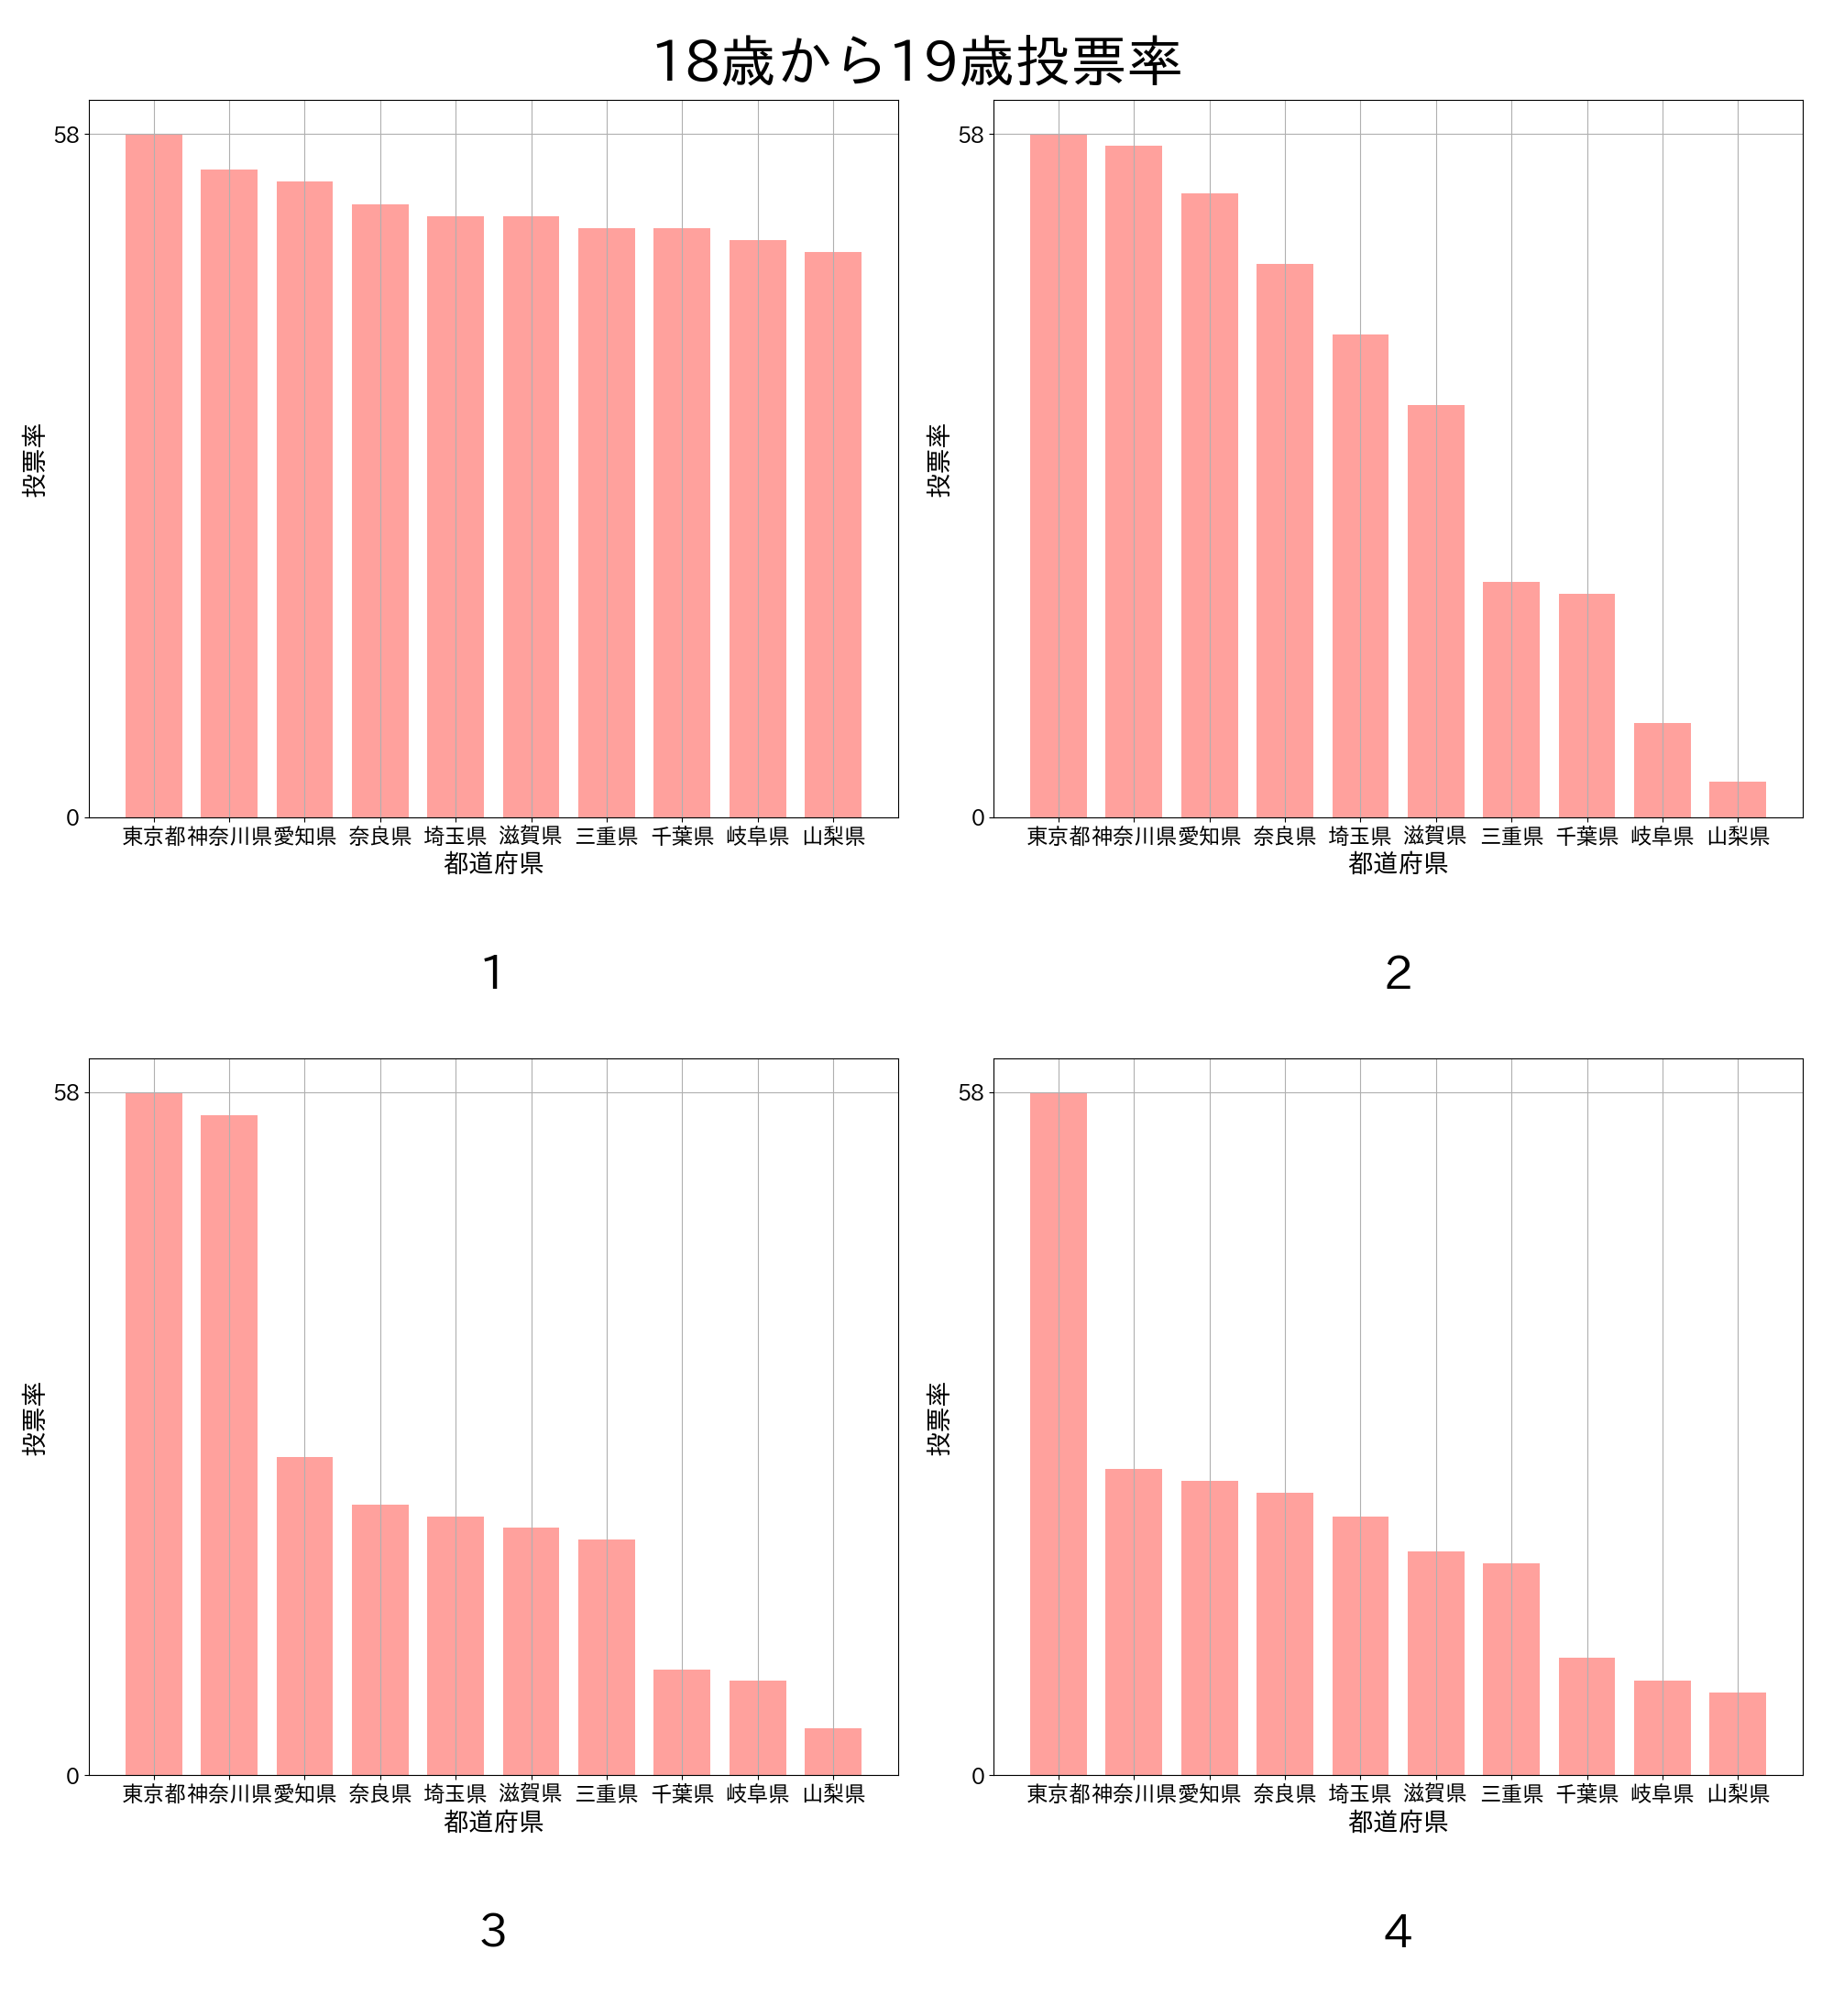 18歳から19歳投票率
58
0
投票率
東京都 神奈川県 愛知県 奈良県 埼玉県 滋賀県 三重県 千葉県 岐阜県 山梨県
都道府県
1
58
0
投票率
東京都 神奈川県 愛知県 奈良県 埼玉県 滋賀県 三重県 千葉県 岐阜県 山梨県
都道府県
2
58
0
投票率
東京都 神奈川県 愛知県 奈良県 埼玉県 滋賀県 三重県 千葉県 岐阜県 山梨県
都道府県
3
58
0
投票率
東京都 神奈川県 愛知県 奈良県 埼玉県 滋賀県 三重県 千葉県 岐阜県 山梨県
都道府県
4